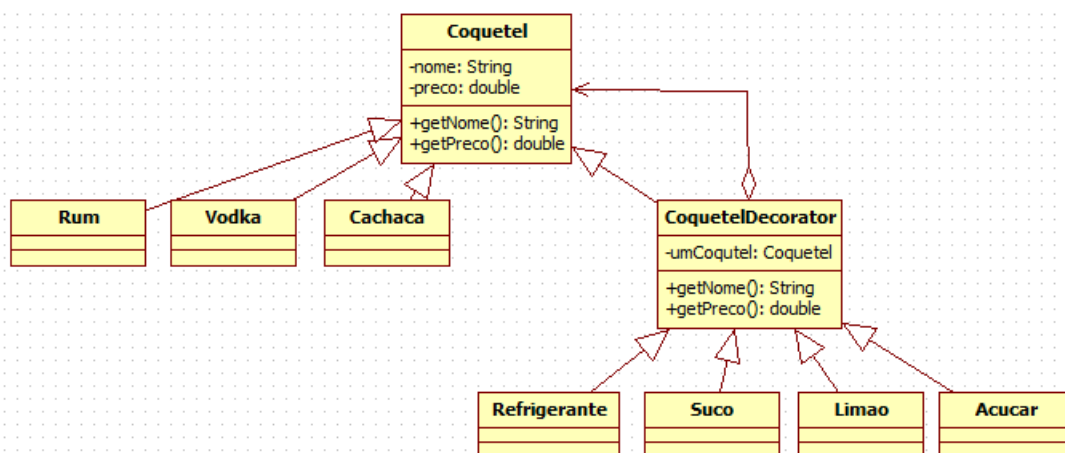 Coquetel
-nome: String
-preco: double
+getNome(): String
+getPreco(): double
Rum
Vodka
Cachaca
CoquetelDecorator
-umCoqutel: Coquetel
+getNome(): String
+getPreco(): double
Refrigerante
Suco
Limao
Acucar